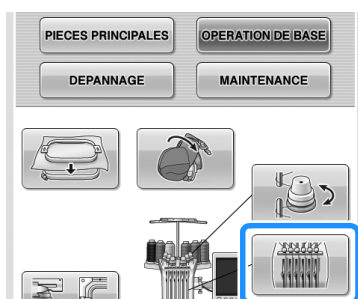 PIECES PRINCIPALES
OPERATION DE BASE
DEPANNAGE
MAINTENANCE